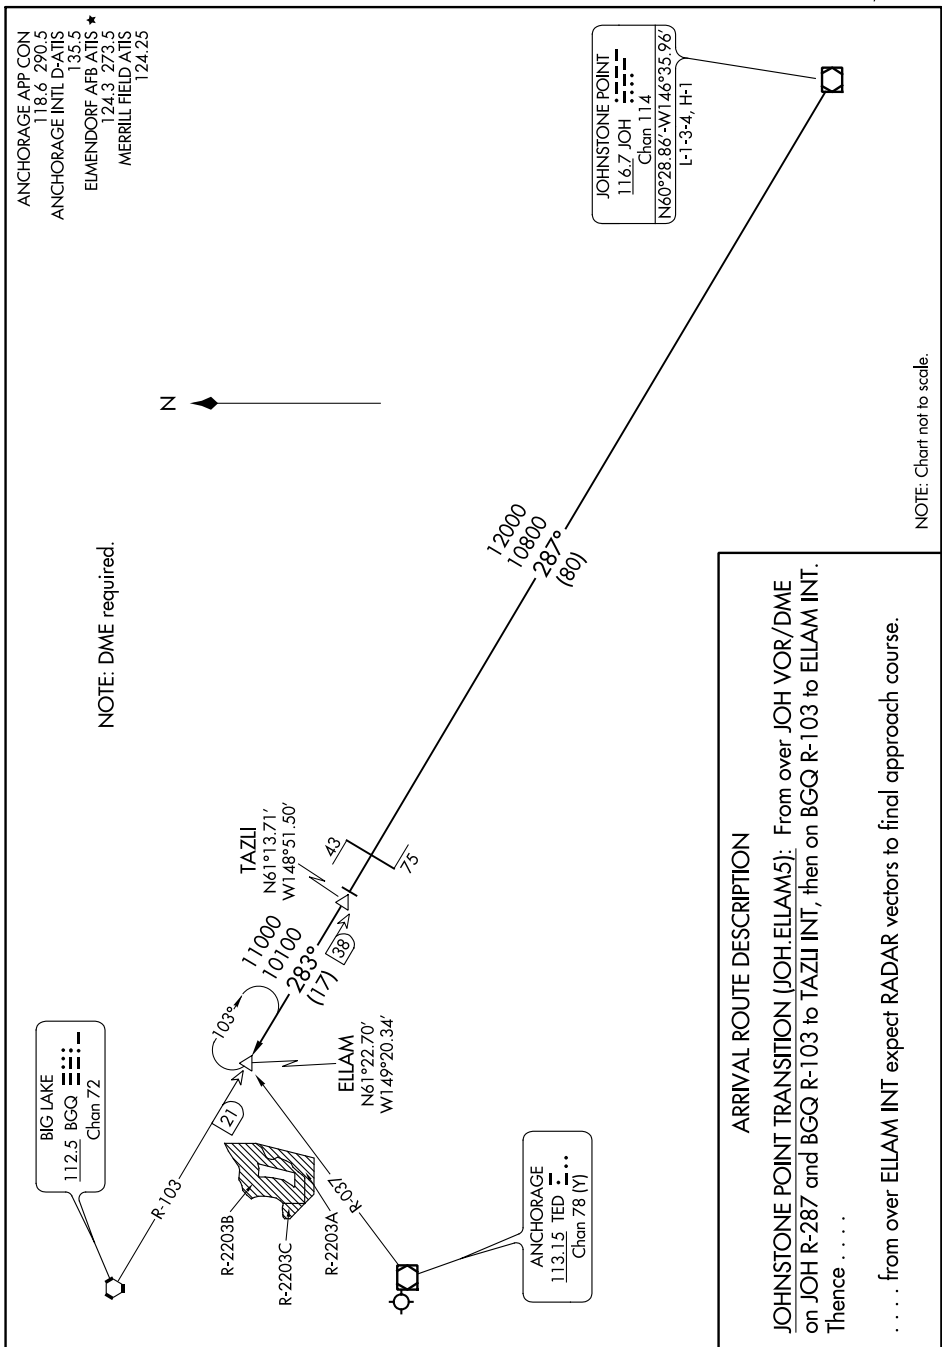 ANCHORAGE APP CON
118.6 290.5
ANCHORAGE INTL D-ATIS
135.5
ELMENDORF AFB ATIS ★
124.3 273.5
MERRILL FIELD ATIS
124.25
NOTE: DME required.
N
JOHNSTONE POINT
116.7 JOH
Chan 114
N60°28.86'-W146°35.96'
L-1-3-4, H-1
BIG LAKE
112.5 BGQ
Chan 72
R-103
21
103°
11000
10100
283°
(17)
TAZLI
N61°13.71'
W148°51.50'
38
43
75
12000
10800
287°
(80)
ELLAM
N61°22.70'
W149°20.34'
R-2203B
R-2203C
R-2203A
R-037
ANCHORAGE
113.15 TED
Chan 78 (Y)
NOTE: Chart not to scale.
ARRIVAL ROUTE DESCRIPTION
JOHNSTONE POINT TRANSITION (JOH.ELLAM5): From over JOH VOR/DME
on JOH R-287 and BGQ R-103 to TAZLI INT, then on BGQ R-103 to ELLAM INT.
Thence . . . .
. . . . from over ELLAM INT expect RADAR vectors to final approach course.